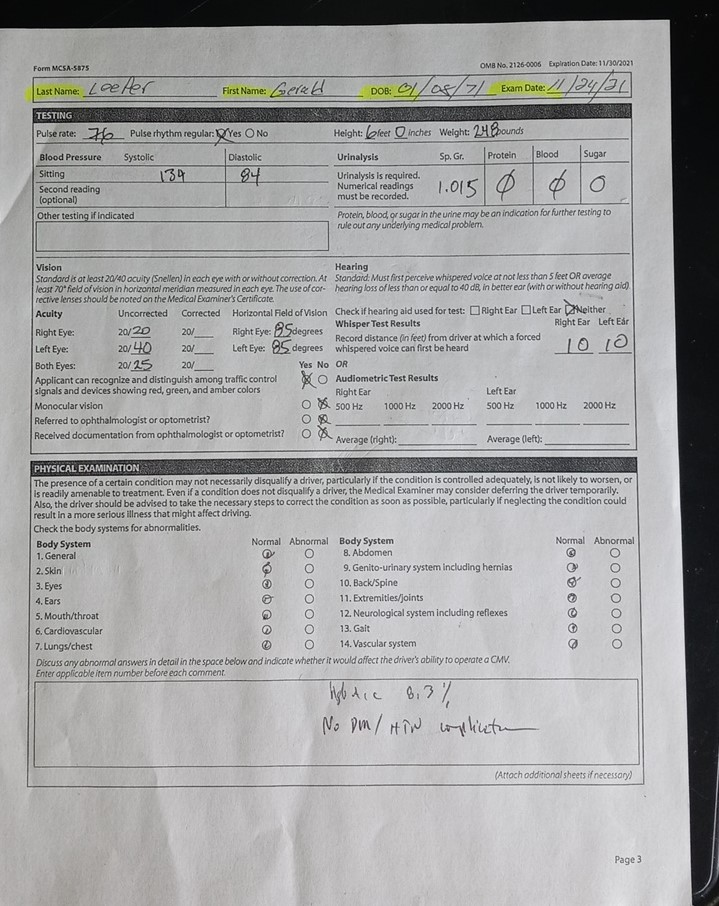 Form MCSA-5875 OMB No. 2126-0006 Expiration Date: 11/30/2021
Last Name: First Name: Gerald DOB: 01/08/71 Exam Date: 11/24/21
TESTING
Pulse rate: 76 Pulse rhythm regular: Yes No Height: 6 feet 0 inches Weight: 248 pounds
Blood Pressure Systolic Diastolic Urinalysis Sp. Gr. Protein Blood Sugar
Sitting 134 84 Urinalysis is required. Numerical readings must be recorded. 1.015 0 0 0
Second reading (optional)
Other testing if indicated
Protein, blood, or sugar in the urine may be an indication for further testing to
rule out any underlying medical problem.
Vision
Standard is at least 20/40 acuity (Snellen) in each eye with or without correction. At
least 70° field of vision in horizontal meridian measured in each eye. The use of cor-
rective lenses should be noted on the Medical Examiner's Certificate.
Acuity Uncorrected Corrected Horizontal Field of Vision
Right Eye: 20/20 20/ Right Eye: 85 degrees
Left Eye: 20/40 20/ Left Eye: 85 degrees
Both Eyes: 20/25 20/ Yes No
Applicant can recognize and distinguish among traffic control
signals and devices showing red, green, and amber colors
Monocular vision
Referred to ophthalmologist or optometrist?
Received documentation from ophthalmologist or optometrist?
Hearing
Standard: Must first perceive whispered voice at not less than 5 feet OR average
hearing loss of less than or equal to 40 dB, in better ear (with or without hearing aid).
Check if hearing aid used for test: Right Ear Left Ear Neither
Whisper Test Results Right Ear Left Ear
Record distance (in feet) from driver at which a forced
whispered voice can first be heard 10 10
OR
Audiometric Test Results
Right Ear Left Ear
500 Hz 1000 Hz 2000 Hz 500 Hz 1000 Hz 2000 Hz
Average (right): Average (left):
PHYSICAL EXAMINATION
The presence of a certain condition may not necessarily disqualify a driver, particularly if the condition is controlled adequately, is not likely to worsen, or
is readily amenable to treatment. Even if a condition does not disqualify a driver, the Medical Examiner may consider deferring the driver temporarily.
Also, the driver should be advised to take the necessary steps to correct the condition as soon as possible, particularly if neglecting the condition could
result in a more serious illness that might affect driving.
Check the body systems for abnormalities.
Body System Normal Abnormal Body System Normal Abnormal
1. General 8. Abdomen
2. Skin 9. Genito-urinary system including hernias
3. Eyes 10. Back/Spine
4. Ears 11. Extremities/joints
5. Mouth/throat 12. Neurological system including reflexes
6. Cardiovascular 13. Gait
7. Lungs/chest 14. Vascular system
Discuss any abnormal answers in detail in the space below and indicate whether it would affect the driver's ability to operate a CMV.
Enter applicable item number before each comment.
Hgb A1c 8.3%
No DM/HTN
(Attach additional sheets if necessary)
Page 3